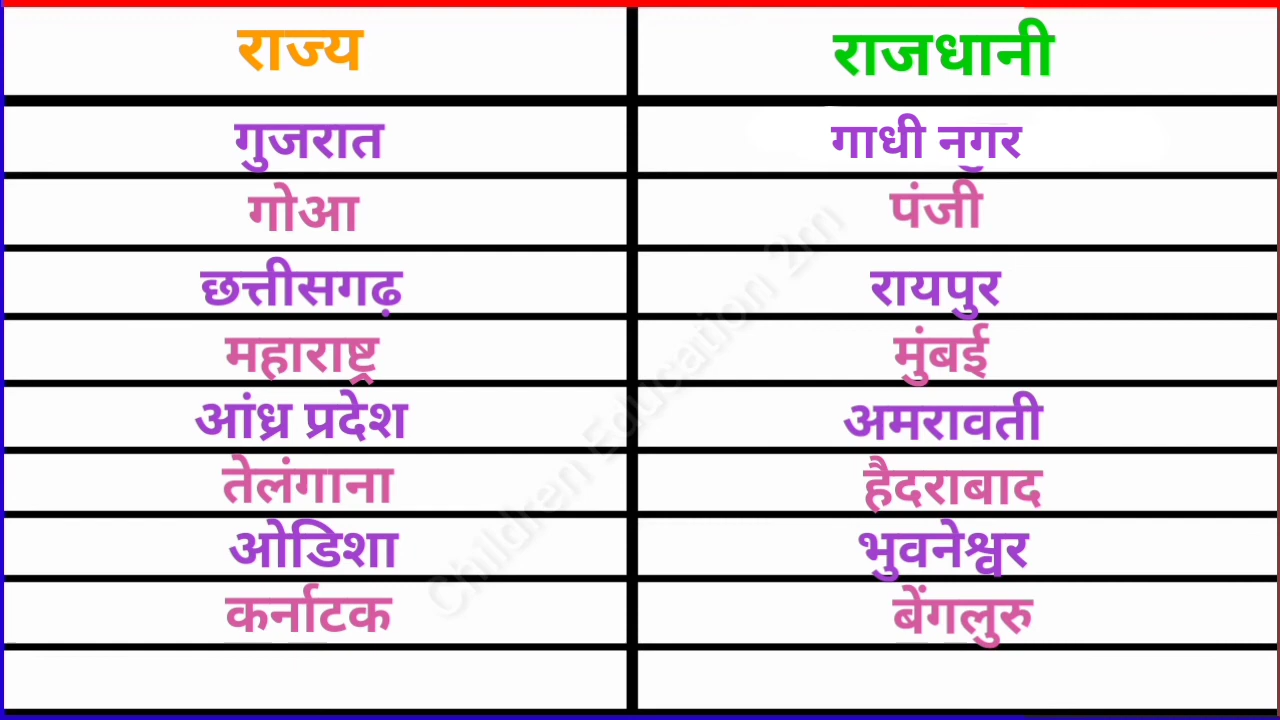 राज्य राजधानी
गुजरात गाधी नगर
गोआ पंजी
छत्तीसगढ़ रायपुर
महाराष्ट्र मुंबई
आंध्र प्रदेश अमरावती
तेलंगाना हैदराबाद
ओडिशा भुवनेश्वर
कर्नाटक बेंगलुरु
Children Education 2m